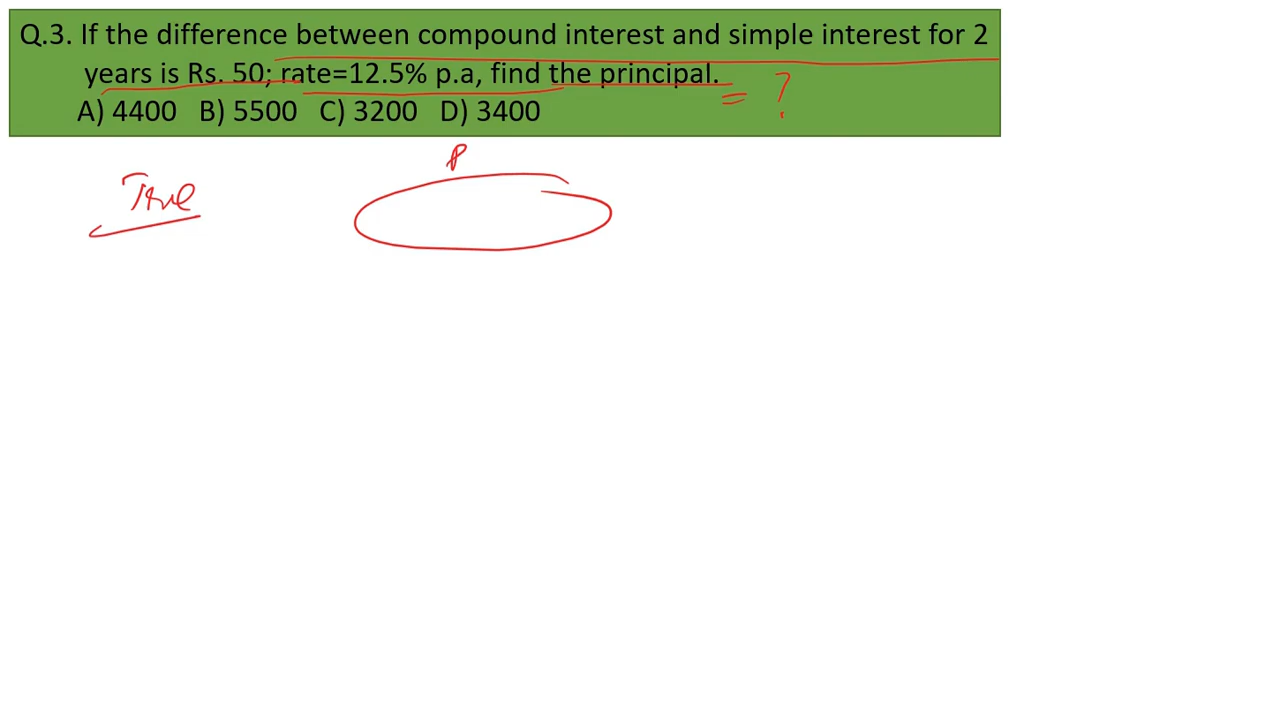 Q.3. If the difference between compound interest and simple interest for 2
years is Rs. 50; rate=12.5% p.a, find the principal.
= ?
A) 4400 B) 5500 C) 3200 D) 3400
P
Tree